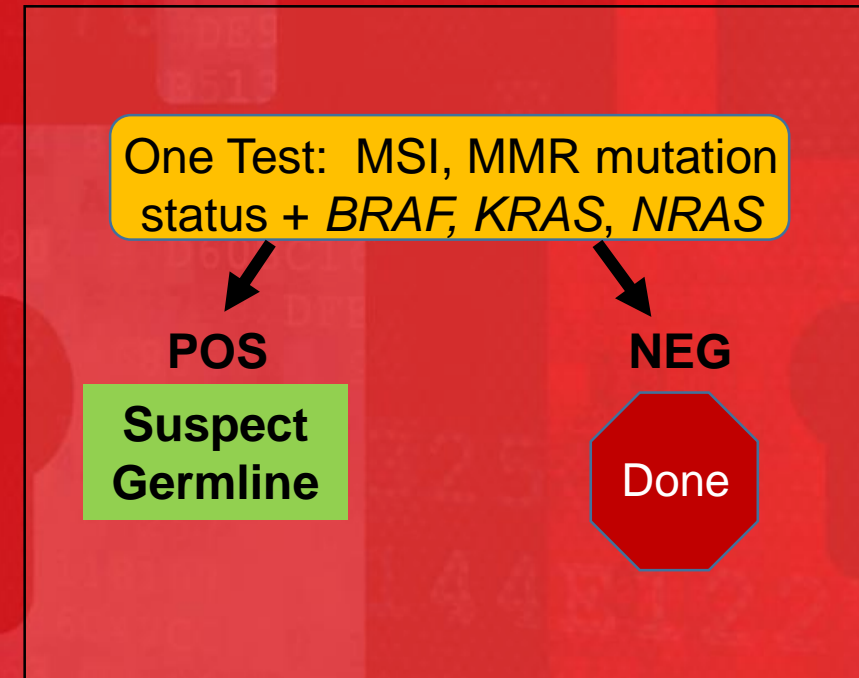 One Test: MSI, MMR mutation
status + BRAF, KRAS, NRAS
POS
NEG
Suspect
Germline
Done